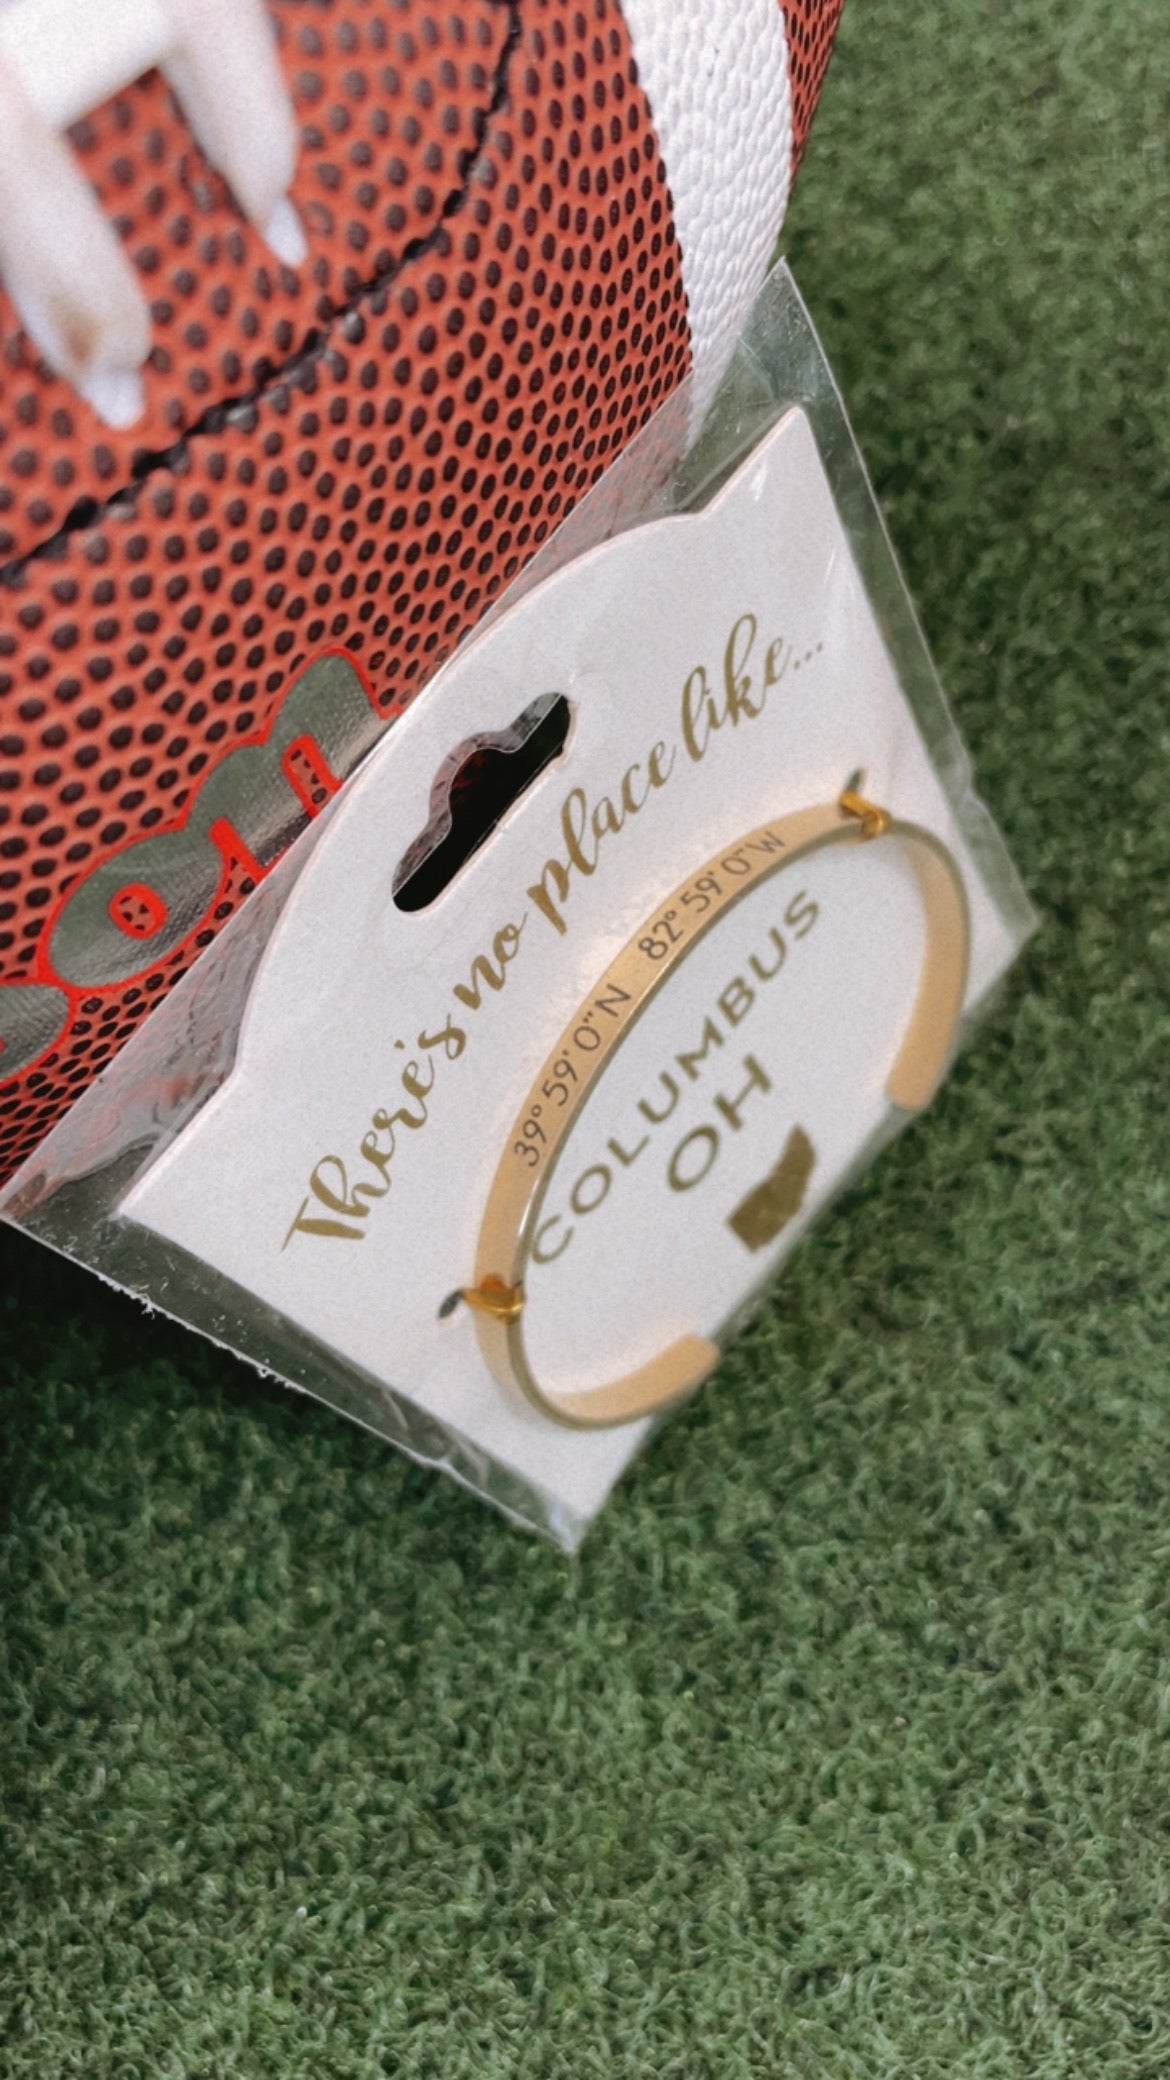 There's no place like...
39° 59' 0"N 82° 59' 0"W
COLUMBUS
OH